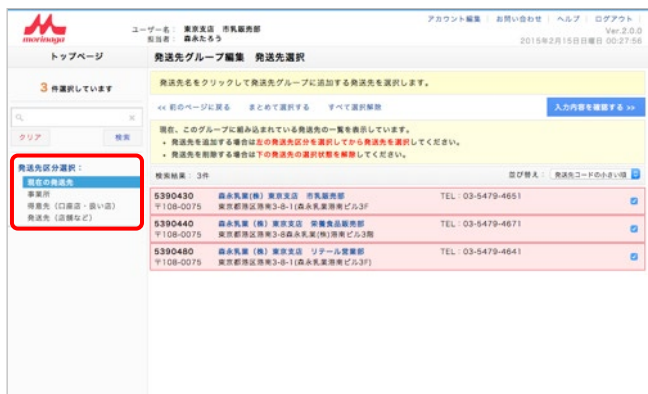 morinaga
ユーザー名： 東京支店 市乳販売部
担当者： 森永たろう
アカウント編集 | お問い合わせ | ヘルプ | ログアウト
Ver.2.0.0
2015年2月15日日曜日 00:27:56
トップページ
発送先グループ編集 発送先選択
3 件選択しています
発送先名をクリックして発送先グループに追加する発送先を選択します。
<< 前のページに戻る まとめて選択する すべて選択解除
入力内容を確認する >>
クリア 検索
現在、このグループに組み込まれている発送先の一覧を表示しています。
・ 発送先を追加する場合は左の発送先区分を選択してから発送先を選択してください。
・ 発送先を削除する場合は下の発送先の選択状態を解除してください。
発送先区分選択：
現在の発送先
事業所
得意先（口座店・扱い店）
発送先（店舗など）
検索結果： 3件
並び替え： 発送先コードの小さい順
5390430 森永乳業(株) 東京支店 市乳販売部 TEL：03-5479-4651
〒108-0075 東京都港区港南3-8-1(森永乳業港南ビル3F
5390440 森永乳業（株）東京支店 栄養食品販売部 TEL：03-5479-4671
〒108-0075 東京都港区港南3-8森永乳業(株)港南ビル3階
5390480 森永乳業（株）東京支店 リテール営業部 TEL：03-5479-4641
〒108-0075 東京都港区港南3-8-1(森永乳業港南ビル3F)